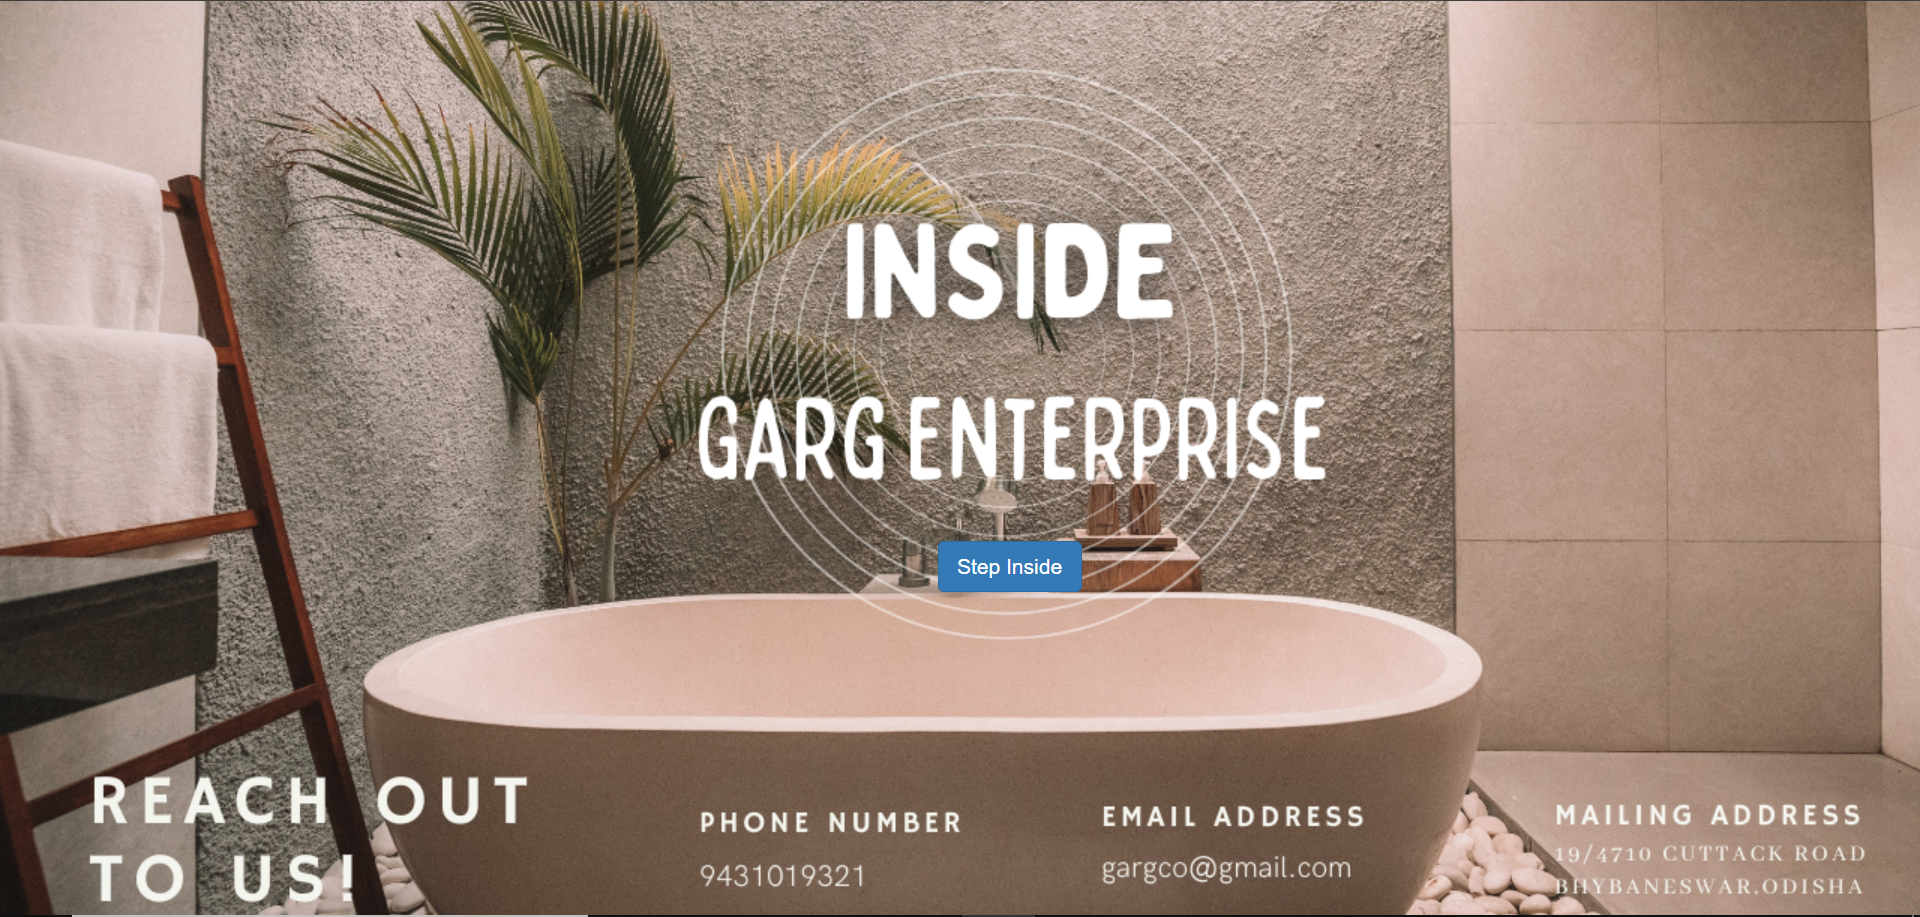 INSIDE
GARG ENTERPRISE
Step Inside
REACH OUT
TO US!
PHONE NUMBER
9431019321
EMAIL ADDRESS
gargco@gmail.com
MAILING ADDRESS
19/4710 CUTTACK ROAD
BHYBANESWAR,ODISHA